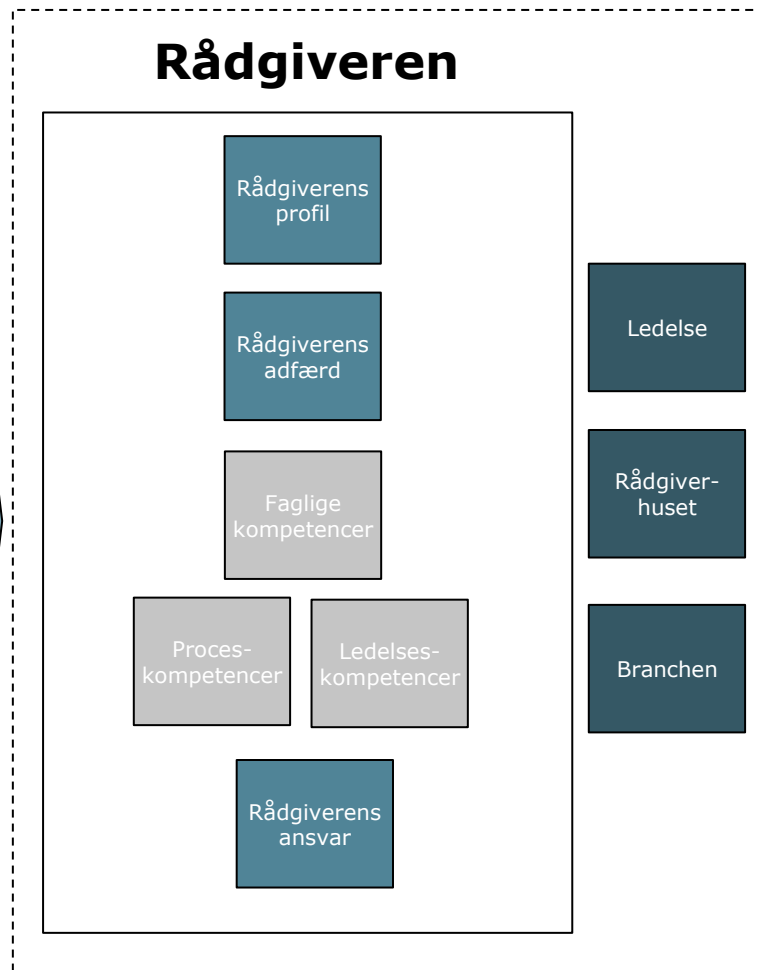 Rådgiveren
Rådgiverens
profil
Rådgiverens
adfærd
Faglige
kompetencer
Proces-
kompetencer
Ledelses-
kompetencer
Rådgiverens
ansvar
Ledelse
Rådgiver-
huset
Branchen